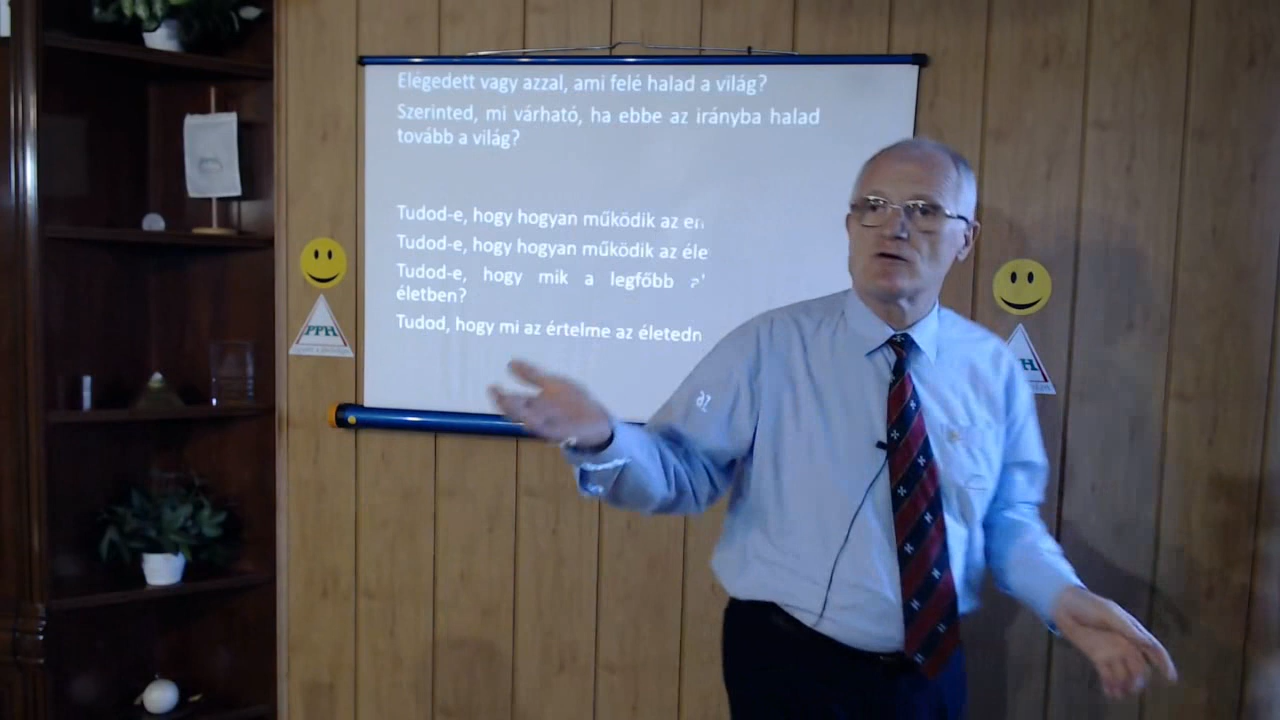 Elégedett vagy azzal, ami felé halad a világ?
Szerinted, mi várható, ha ebbe az irányba halad
tovább a világ?
Tudod-e, hogy hogyan működik az
Tudod-e, hogy hogyan működik az
Tudod-e, hogy mik a legfőbb
életben?
Tudod, hogy mi az értelme az
PPH
H